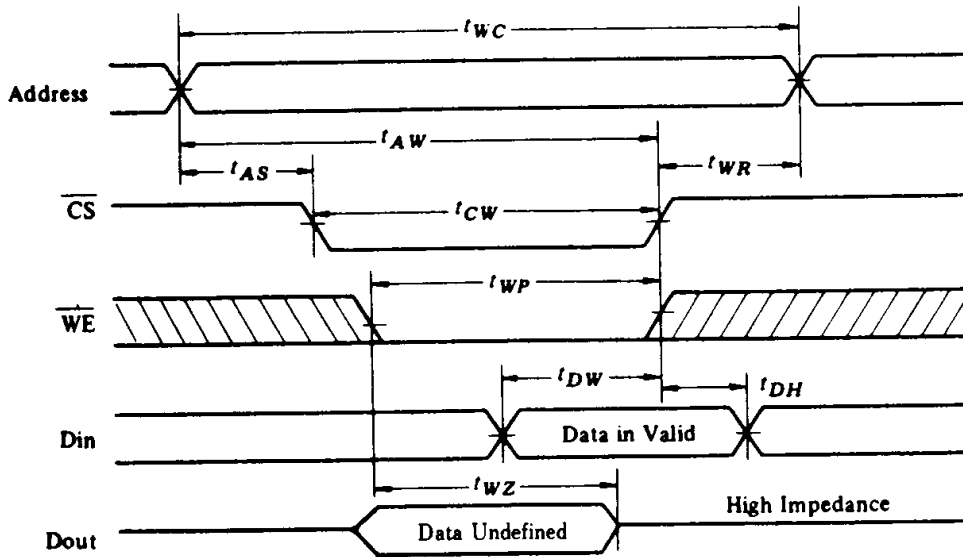 tWC
Address
tAW
tAS
tWR
CS
tCW
tWP
WE
tDW
tDH
Din
Data in Valid
tWZ
High Impedance
Dout
Data Undefined